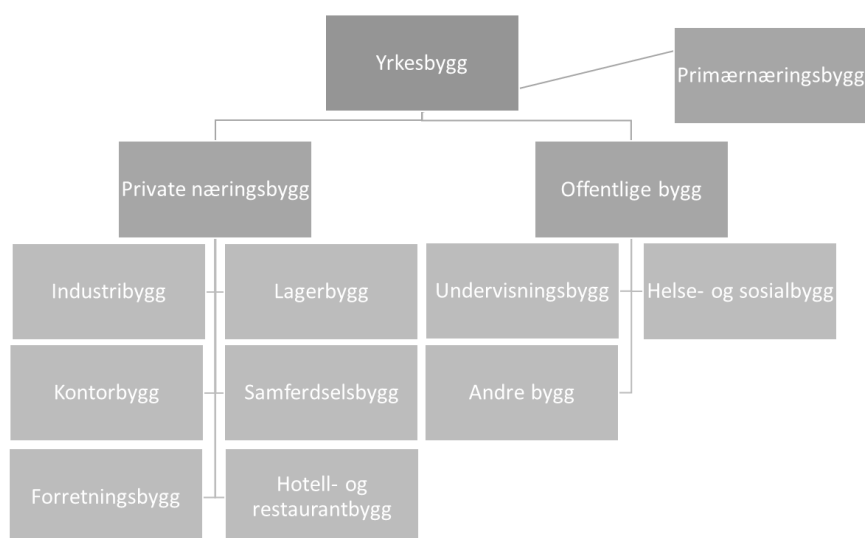 Yrkesbygg
Primærnæringsbygg
Private næringsbygg
Offentlige bygg
Industribygg
Lagerbygg
Undervisningsbygg
Helse- og sosialbygg
Kontorbygg
Samferdselsbygg
Andre bygg
Forretningsbygg
Hotell- og
restaurantbygg